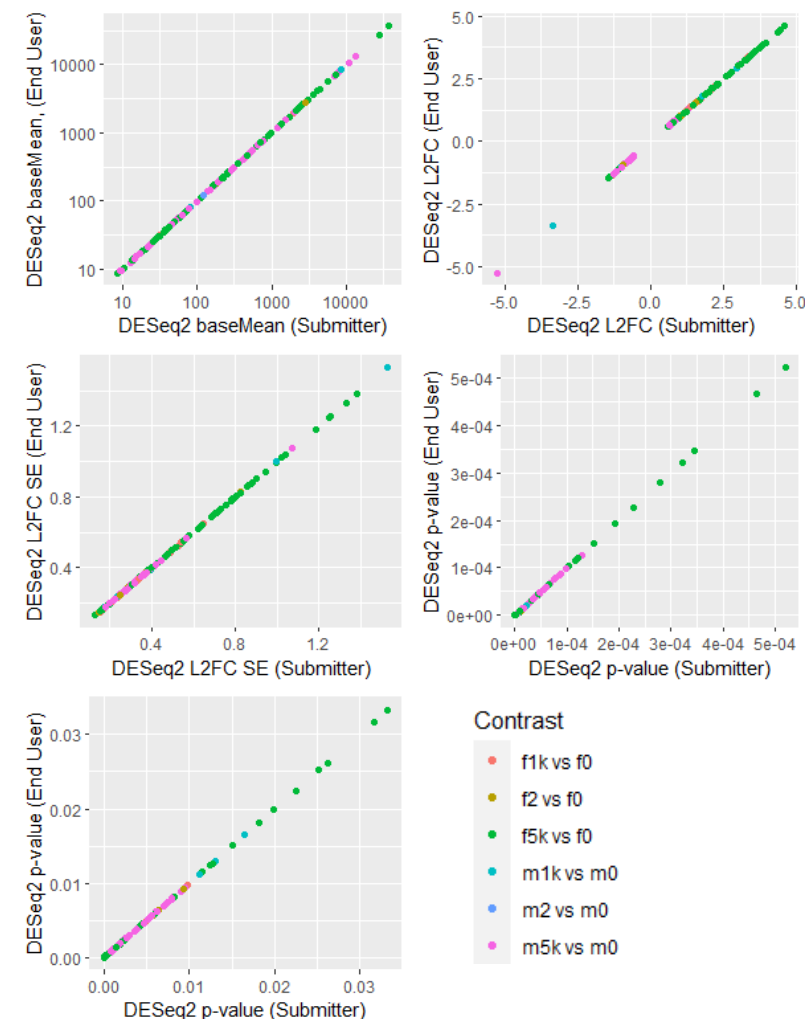 DESeq2 baseMean, (End User)
10000
1000
100
10
10
100
1000
10000
DESeq2 baseMean (Submitter)
DESeq2 L2FC (End User)
5.0
2.5
0.0
-2.5
-5.0
-5.0
-2.5
0.0
2.5
5.0
DESeq2 L2FC (Submitter)
DESeq2 L2FC SE (End User)
1.2
0.8
0.4
0.4
0.8
1.2
DESeq2 L2FC SE (Submitter)
DESeq2 p-value (End User)
5e-04
4e-04
3e-04
2e-04
1e-04
0e+00
0e+00
1e-04
2e-04
3e-04
4e-04
5e-04
DESeq2 p-value (Submitter)
DESeq2 p-value (End User)
0.03
0.02
0.01
0.00
0.00
0.01
0.02
0.03
DESeq2 p-value (Submitter)
Contrast
f1k vs f0
f2 vs f0
f5k vs f0
m1k vs m0
m2 vs m0
m5k vs m0